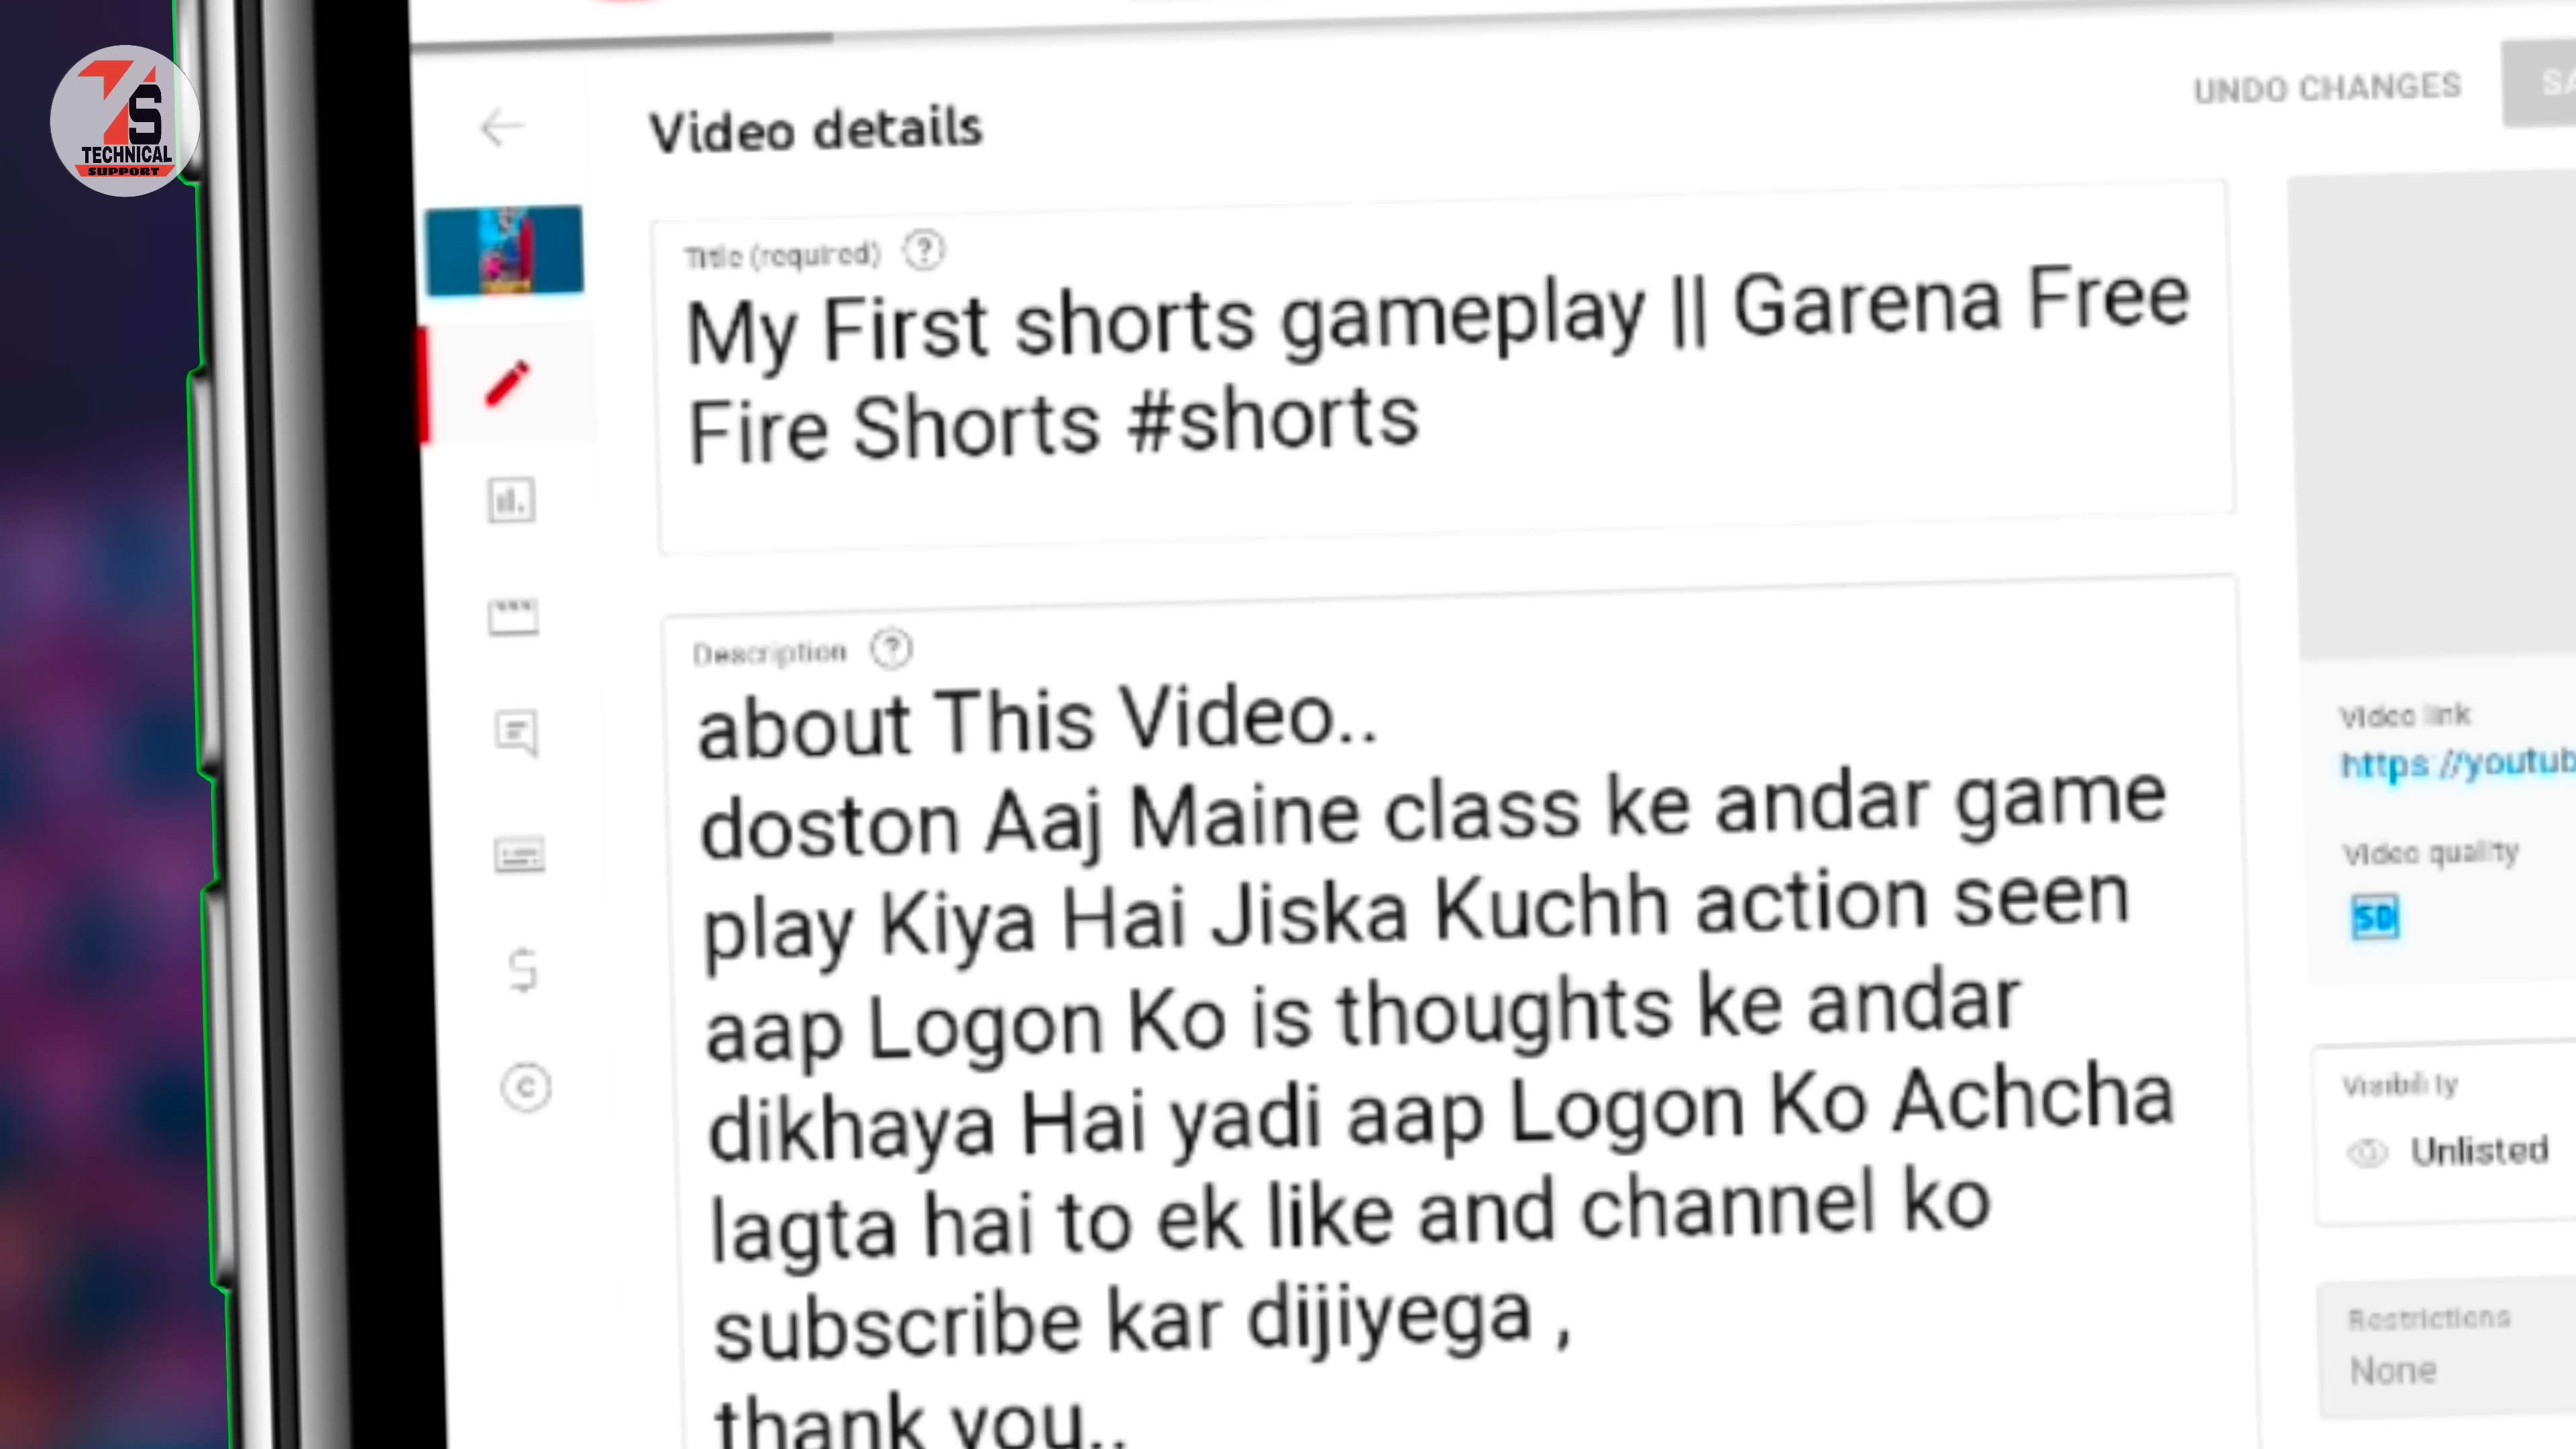 TS
TECHNICAL
SUPPORT
Video details
UNDO CHANGES
Title (required)
My First shorts gameplay || Garena Free
Fire Shorts #shorts
Description
about This Video..
doston Aaj Maine class ke andar game
play Kiya Hai Jiska Kuchh action seen
aap Logon Ko is thoughts ke andar
dikhaya Hai yadi aap Logon Ko Achcha
lagta hai to ek like and channel ko
subscribe kar dijiyega ,
thank you..
Video link
https://youtub
Video quality
SD
Visibility
Unlisted
Restrictions
None